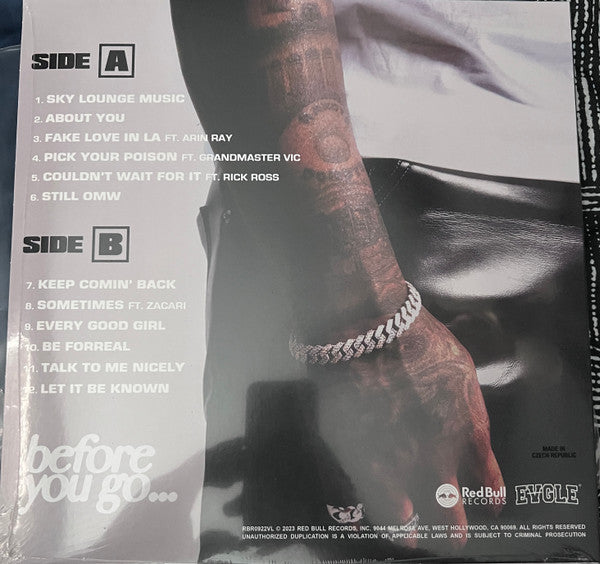 SIDE A
1. SKY LOUNGE MUSIC
2. ABOUT YOU
3. FAKE LOVE IN LA FT. ARIN RAY
4. PICK YOUR POISON FT. GRANDMASTER VIC
5. COULDN'T WAIT FOR IT FT. RICK ROSS
6. STILL OMW
SIDE B
7. KEEP COMIN' BACK
8. SOMETIMES FT. ZACARI
9. EVERY GOOD GIRL
10. BE FORREAL
11. TALK TO ME NICELY
12. LET IT BE KNOWN
before
you go...
MADE IN
CZECH REPUBLIC
Red Bull
RECORDS
EVGLE
RBR0922VL © 2023 RED BULL RECORDS, INC. 9044 MELROSE AVE, WEST HOLLYWOOD, CA 90069. ALL RIGHTS RESERVED
UNAUTHORIZED DUPLICATION IS A VIOLATION OF APPLICABLE LAWS AND IS SUBJECT TO CRIMINAL PROSECUTION